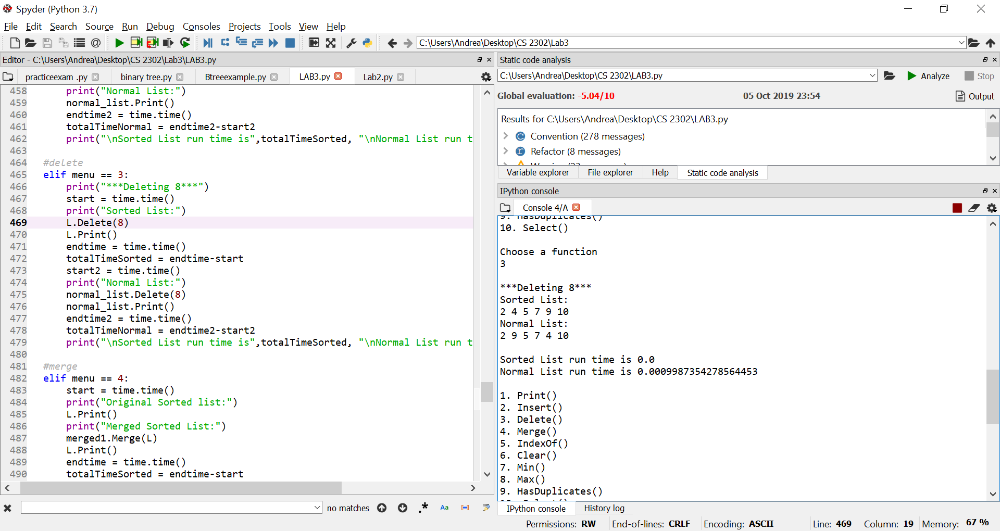 Spyder (Python 3.7)
File Edit Search Source Run Debug Consoles Projects Tools View Help
C:\Users\Andrea\Desktop\CS 2302\Lab3
Editor - C:\Users\Andrea\Desktop\CS 2302\Lab3\LAB3.py
practiceexam .py binary tree.py Btreeexample.py LAB3.py Lab2.py
458 print("Normal List:")
459 normal_list.Print()
460 endtime2 = time.time()
461 totalTimeNormal = endtime2-start2
462 print("\nSorted List run time is",totalTimeSorted, "\nNormal List run t
463
464 #delete
465 elif menu == 3:
466 print("***Deleting 8***")
467 start = time.time()
468 print("Sorted List:")
469 L.Delete(8)
470 L.Print()
471 endtime = time.time()
472 totalTimeSorted = endtime-start
473 start2 = time.time()
474 print("Normal List:")
475 normal_list.Delete(8)
476 normal_list.Print()
477 endtime2 = time.time()
478 totalTimeNormal = endtime2-start2
479 print("\nSorted List run time is",totalTimeSorted, "\nNormal List run t
480
481 #merge
482 elif menu == 4:
483 start = time.time()
484 print("Original Sorted list:")
485 L.Print()
486 print("Merged Sorted List:")
487 merged1.Merge(L)
488 L.Print()
489 endtime = time.time()
490 totalTimeSorted = endtime-start
no matches
Static code analysis
C:\Users\Andrea\Desktop\CS 2302\LAB3.py
Analyze Stop
Global evaluation: -5.04/10 05 Oct 2019 23:54 Output
Results for C:\Users\Andrea\Desktop\CS 2302\LAB3.py
Convention (278 messages)
Refactor (8 messages)
Variable explorer File explorer Help Static code analysis
IPython console
Console 4/A
9. HasDuplicates()
10. Select()
Choose a function
3
***Deleting 8***
Sorted List:
2 4 5 7 9 10
Normal List:
2 9 5 7 4 10
Sorted List run time is 0.0
Normal List run time is 0.0009987354278564453
1. Print()
2. Insert()
3. Delete()
4. Merge()
5. IndexOf()
6. Clear()
7. Min()
8. Max()
9. HasDuplicates()
IPython console History log
Permissions: RW End-of-lines: CRLF Encoding: ASCII Line: 469 Column: 19 Memory: 67 %